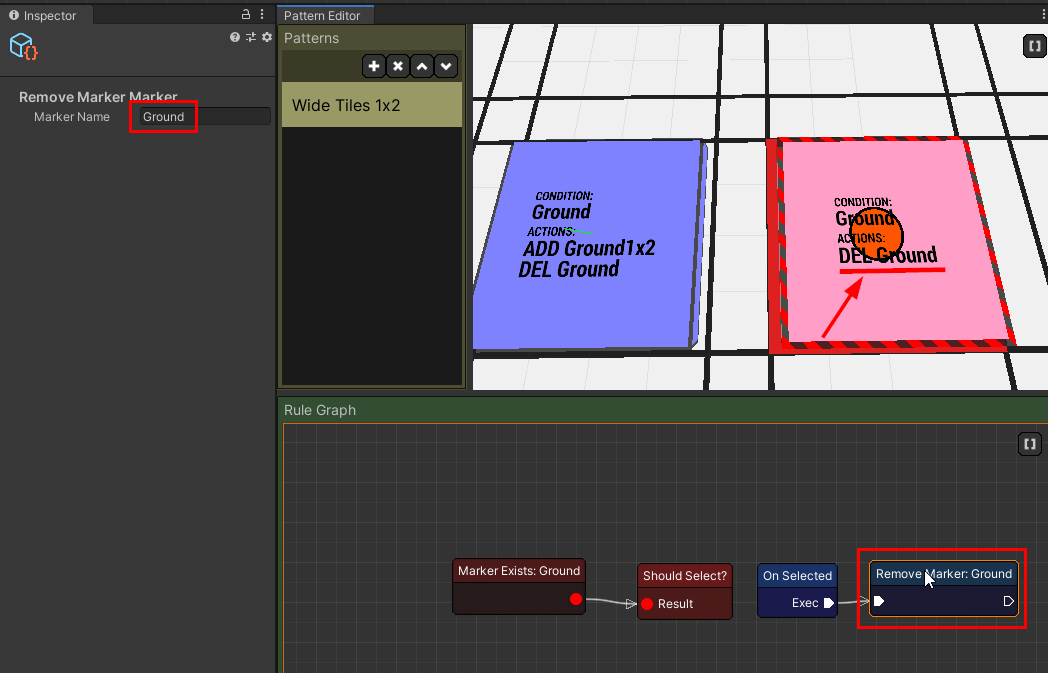 Inspector
Remove Marker Marker
Marker Name
Ground
Pattern Editor
Patterns
Wide Tiles 1x2
CONDITION:
Ground
ACTIONS:
ADD Ground1x2
DEL Ground
CONDITION:
Ground
ACTIONS:
DEL Ground
Rule Graph
Marker Exists: Ground
Should Select?
Result
On Selected
Exec
Remove Marker: Ground